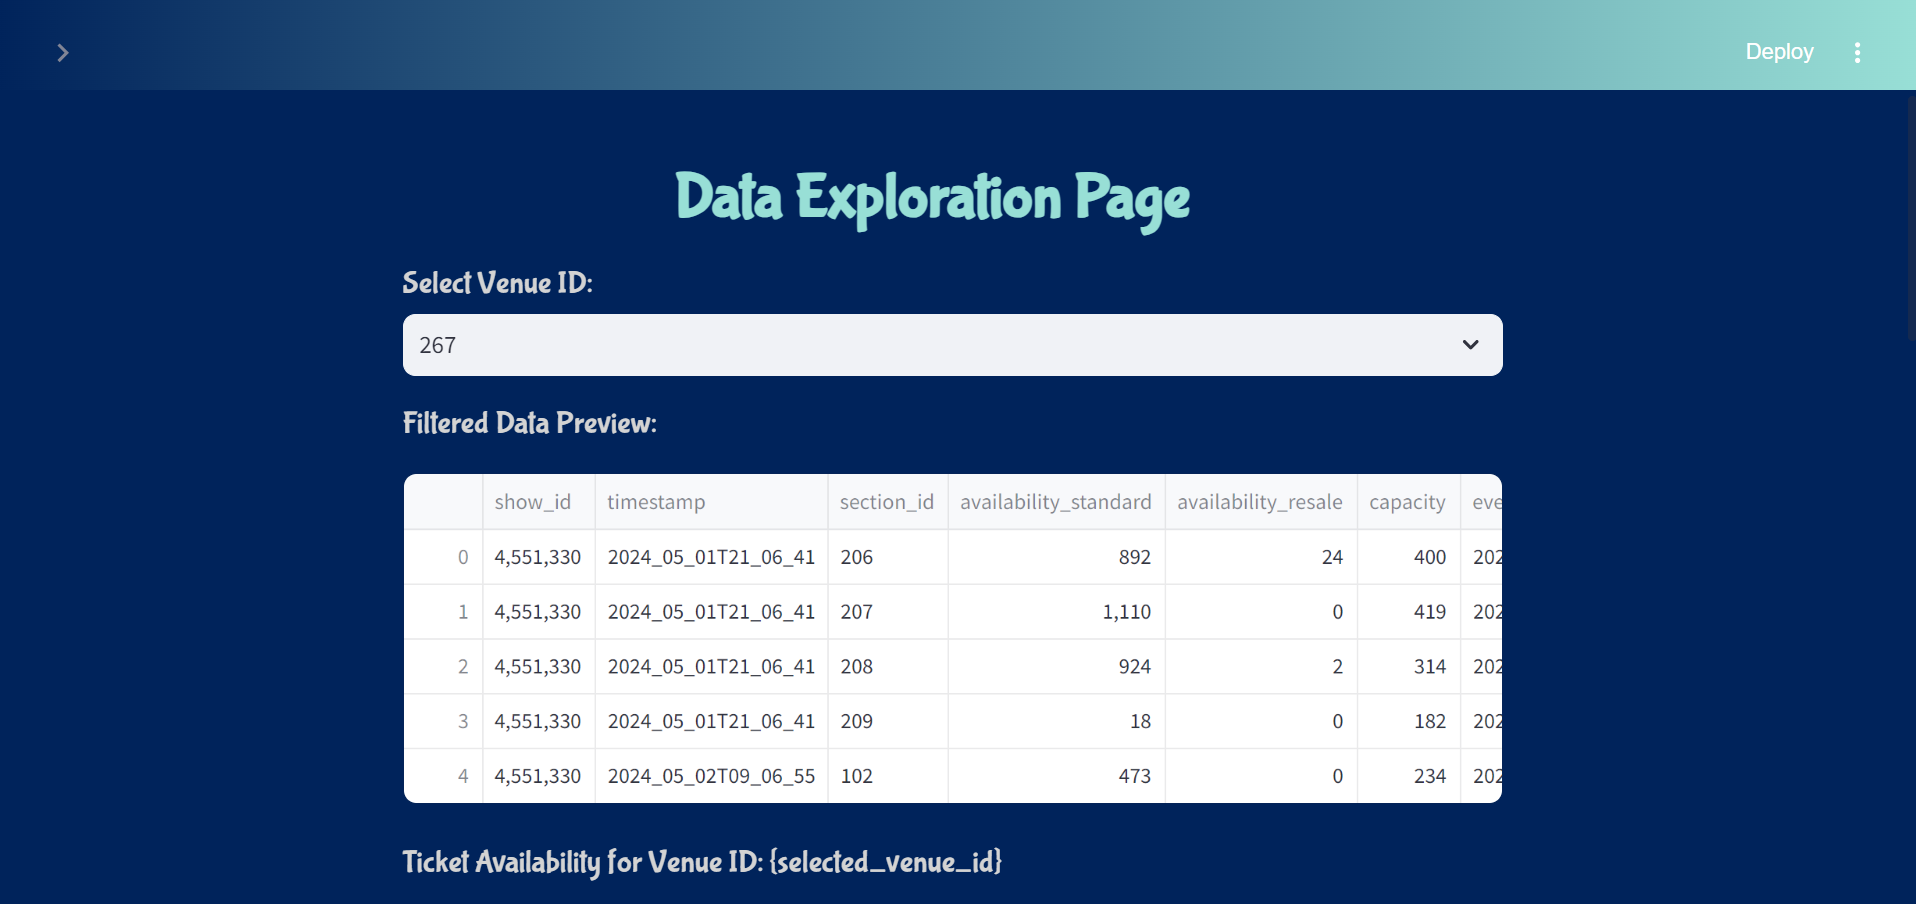 Deploy
Data Exploration Page
Select Venue ID:
267
Filtered Data Preview:
show_id timestamp section_id availability_standard availability_resale capacity eve
0 4,551,330 2024_05_01T21_06_41 206 892 24 400 202
1 4,551,330 2024_05_01T21_06_41 207 1,110 0 419 202
2 4,551,330 2024_05_01T21_06_41 208 924 2 314 202
3 4,551,330 2024_05_01T21_06_41 209 18 0 182 202
4 4,551,330 2024_05_02T09_06_55 102 473 0 234 202
Ticket Availability for Venue ID: {selected_venue_id}